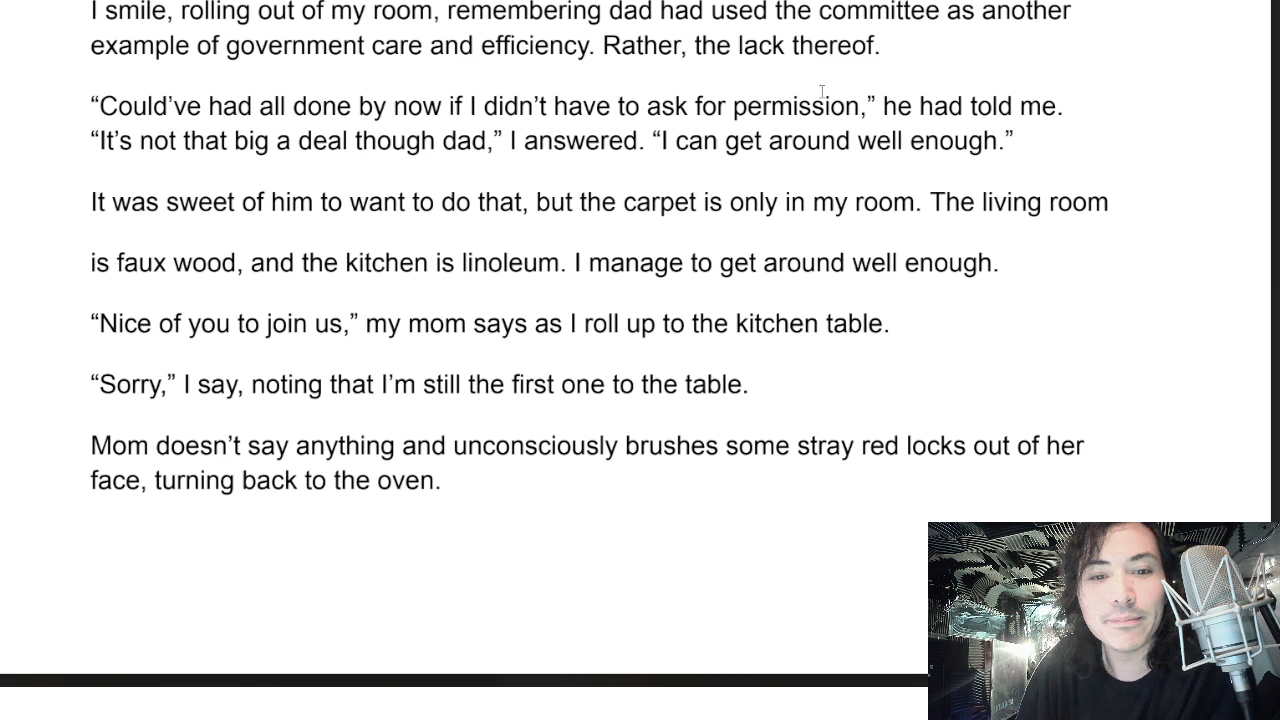 I smile, rolling out of my room, remembering dad had used the committee as another
example of government care and efficiency. Rather, the lack thereof.
“Could’ve had all done by now if I didn’t have to ask for permission,” he had told me.
“It’s not that big a deal though dad,” I answered. “I can get around well enough.”
It was sweet of him to want to do that, but the carpet is only in my room. The living room
is faux wood, and the kitchen is linoleum. I manage to get around well enough.
“Nice of you to join us,” my mom says as I roll up to the kitchen table.
“Sorry,” I say, noting that I’m still the first one to the table.
Mom doesn’t say anything and unconsciously brushes some stray red locks out of her
face, turning back to the oven.